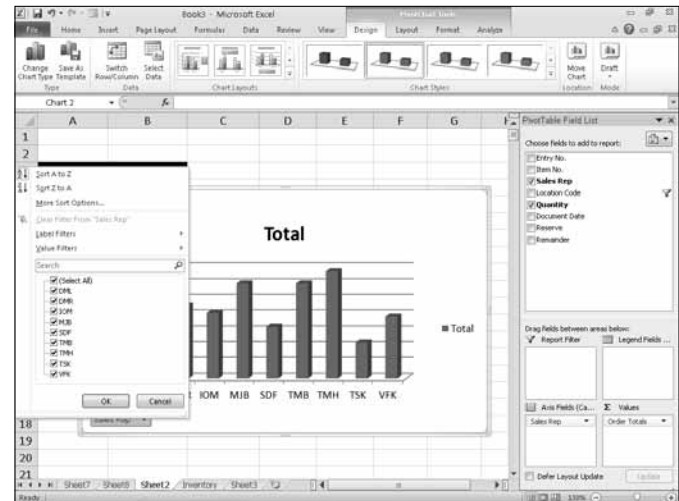 Book3 - Microsoft Excel
PivotChart Tools
File Home Insert Page Layout Formulas Data Review View Design Layout Format Analyze
Change Chart Type
Save As Template
Switch Row/Column
Select Data
Move Chart
Draft
Type Data Chart Layouts Chart Styles Location Mode
Chart 2 fx
A B C D E F G
1
2
Sort A to Z
Sort Z to A
More Sort Options...
Clear Filter From "Sales Rep"
Label Filters
Value Filters
Search
(Select All)
DML
DMR
IOM
MJB
SDF
TMB
TMH
TSK
VFK
OK Cancel
Total
Total
IOM MJB SDF TMB TMH TSK VFK
Sales Rep
18
19
20
21
PivotTable Field List
Choose fields to add to report:
Entry No.
Item No.
Sales Rep
Location Code
Quantity
Document Date
Reserve
Remainder
Drag fields between areas below:
Report Filter Legend Fields ...
Axis Fields (Ca... Σ Values
Sales Rep Order Totals
Defer Layout Update Update
Sheet7 Sheet8 Sheet2 Inventory Sheet3
Ready 130%